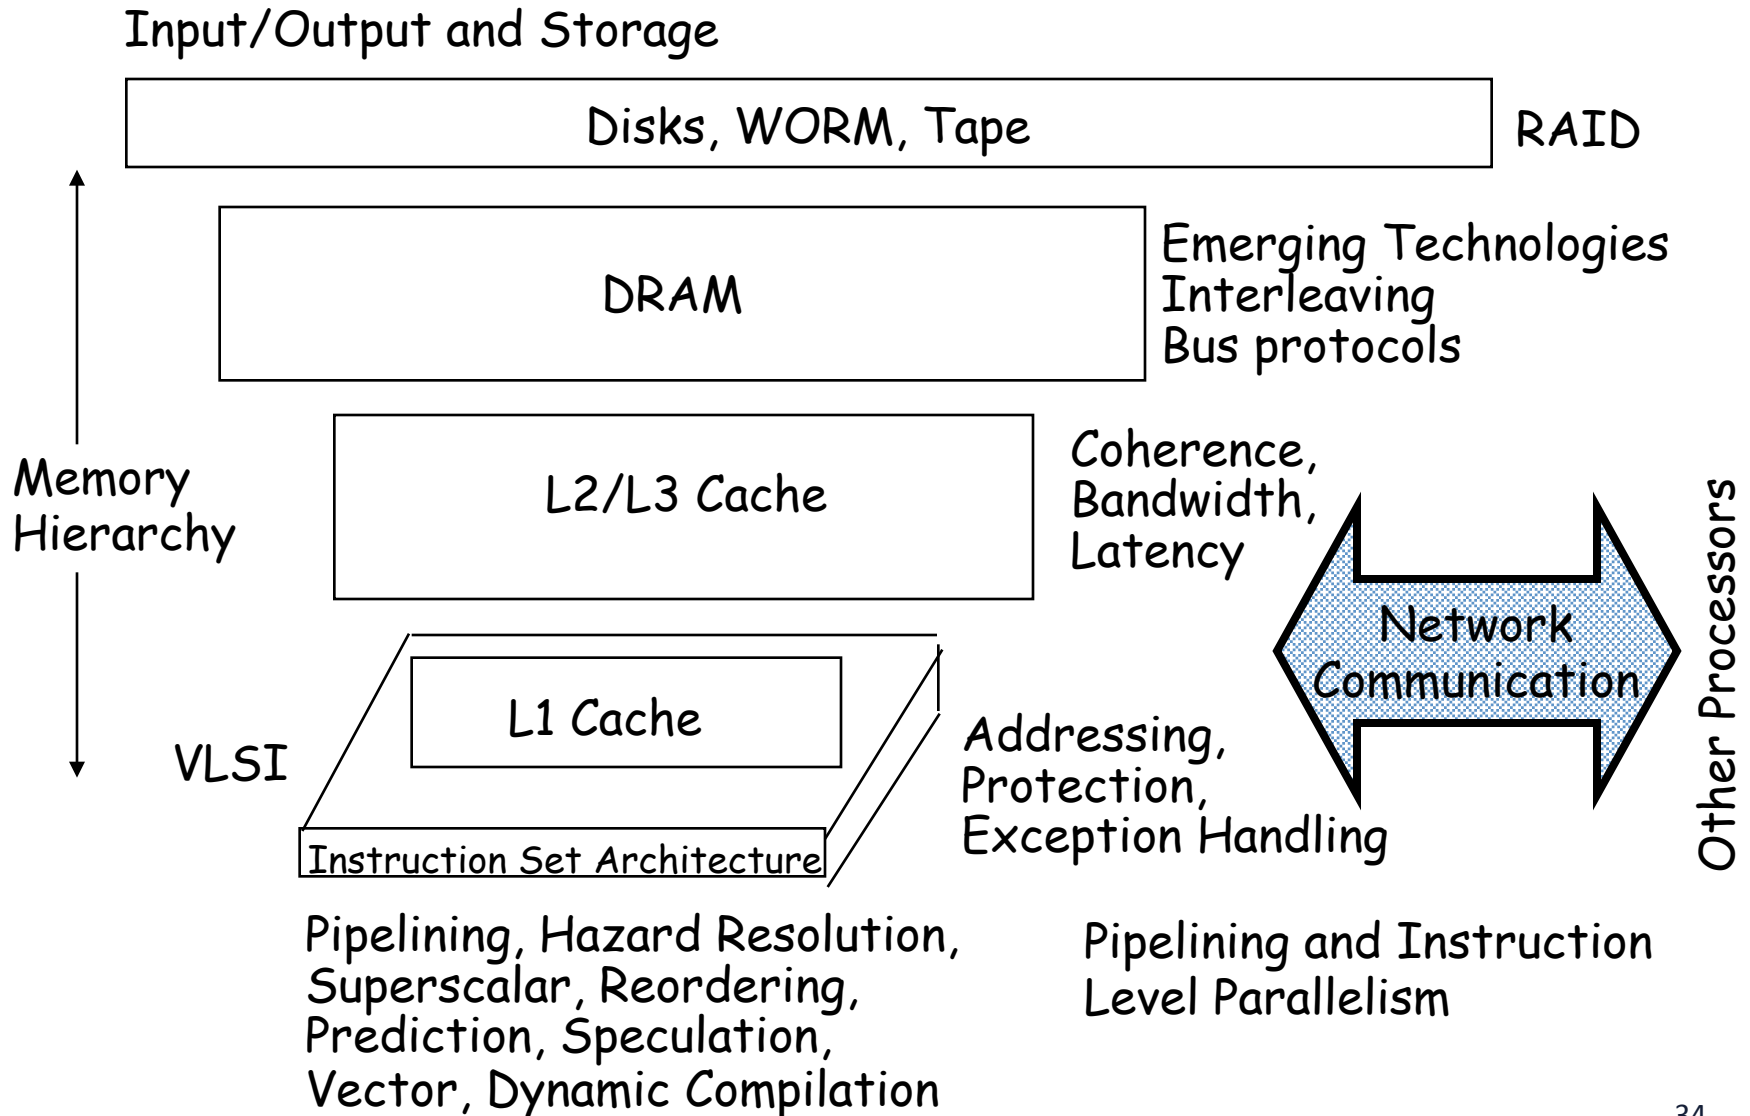 Input/Output and Storage
Disks, WORM, Tape
RAID
DRAM
Emerging Technologies
Interleaving
Bus protocols
Memory
Hierarchy
L2/L3 Cache
Coherence,
Bandwidth,
Latency
Network
Communication
Other Processors
L1 Cache
VLSI
Addressing,
Protection,
Exception Handling
Instruction Set Architecture
Pipelining, Hazard Resolution,
Superscalar, Reordering,
Prediction, Speculation,
Vector, Dynamic Compilation
Pipelining and Instruction
Level Parallelism
34